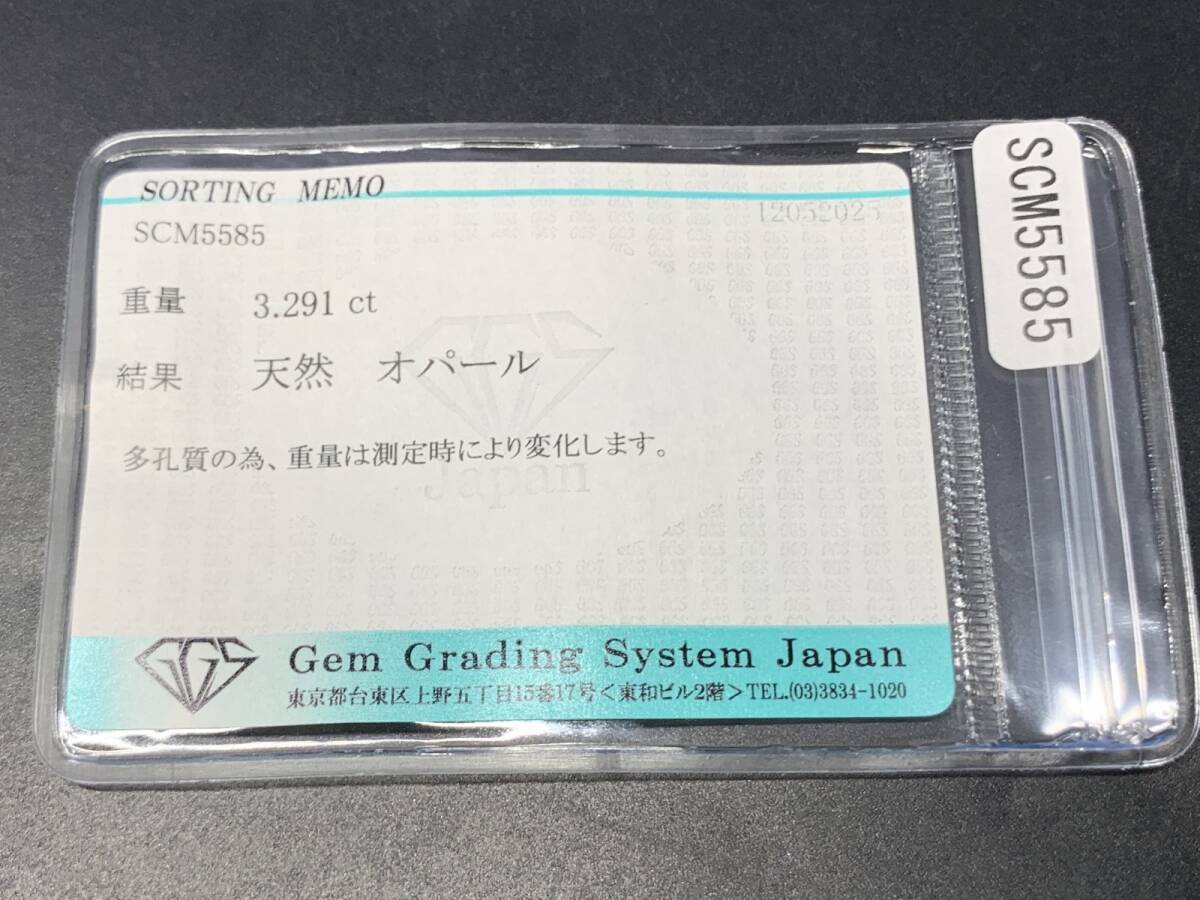 SORTING MEMO
12052025
SCM5585
SCM5585
重量 3.291 ct
結果 天然 オパール
多孔質の為、重量は測定時により変化します。
Japan
GGS Gem Grading System Japan
東京都台東区上野五丁目15番17号＜東和ビル2階＞TEL.(03)3834-1020